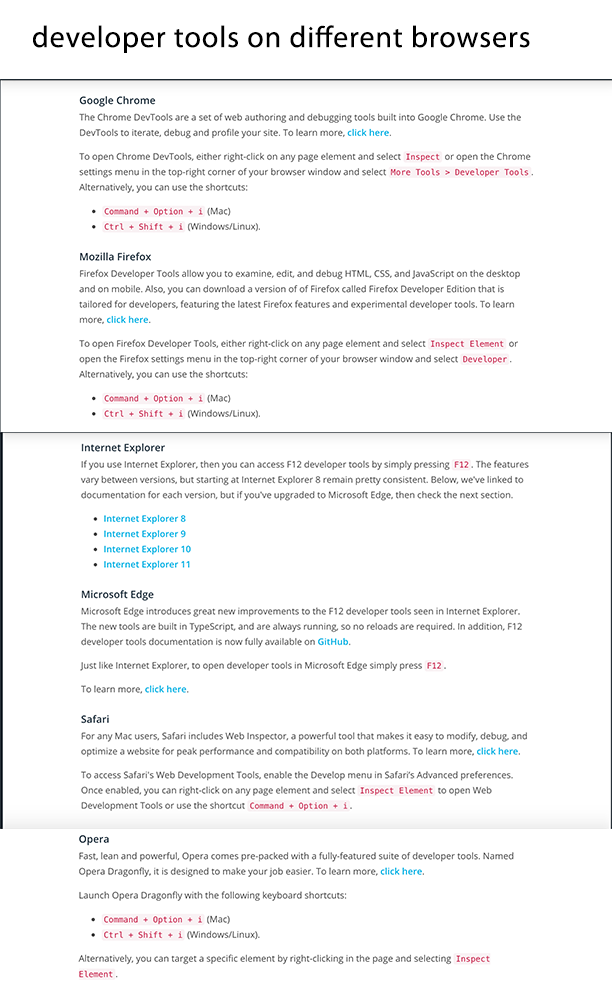 developer tools on different browsers
Google Chrome
The Chrome DevTools are a set of web authoring and debugging tools built into Google Chrome. Use the
DevTools to iterate, debug and profile your site. To learn more, click here.
To open Chrome DevTools, either right-click on any page element and select Inspect or open the Chrome
settings menu in the top-right corner of your browser window and select More Tools > Developer Tools .
Alternatively, you can use the shortcuts:
• Command + Option + i (Mac)
• Ctrl + Shift + i (Windows/Linux).
Mozilla Firefox
Firefox Developer Tools allow you to examine, edit, and debug HTML, CSS, and JavaScript on the desktop
and on mobile. Also, you can download a version of of Firefox called Firefox Developer Edition that is
tailored for developers, featuring the latest Firefox features and experimental developer tools. To learn
more, click here.
To open Firefox Developer Tools, either right-click on any page element and select Inspect Element or
open the Firefox settings menu in the top-right corner of your browser window and select Developer .
Alternatively, you can use the shortcuts:
• Command + Option + i (Mac)
• Ctrl + Shift + i (Windows/Linux).
Internet Explorer
If you use Internet Explorer, then you can access F12 developer tools by simply pressing F12 . The features
vary between versions, but starting at Internet Explorer 8 remain pretty consistent. Below, we've linked to
documentation for each version, but if you've upgraded to Microsoft Edge, then check the next section.
• Internet Explorer 8
• Internet Explorer 9
• Internet Explorer 10
• Internet Explorer 11
Microsoft Edge
Microsoft Edge introduces great new improvements to the F12 developer tools seen in Internet Explorer.
The new tools are built in TypeScript, and are always running, so no reloads are required. In addition, F12
developer tools documentation is now fully available on GitHub.
Just like Internet Explorer, to open developer tools in Microsoft Edge simply press F12 .
To learn more, click here.
Safari
For any Mac users, Safari includes Web Inspector, a powerful tool that makes it easy to modify, debug, and
optimize a website for peak performance and compatibility on both platforms. To learn more, click here.
To access Safari's Web Development Tools, enable the Develop menu in Safari's Advanced preferences.
Once enabled, you can right-click on any page element and select Inspect Element to open Web
Development Tools or use the shortcut Command + Option + i .
Opera
Fast, lean and powerful, Opera comes pre-packed with a fully-featured suite of developer tools. Named
Opera Dragonfly, it is designed to make your job easier. To learn more, click here.
Launch Opera Dragonfly with the following keyboard shortcuts:
• Command + Option + i (Mac)
• Ctrl + Shift + i (Windows/Linux).
Alternatively, you can target a specific element by right-clicking in the page and selecting Inspect
Element .